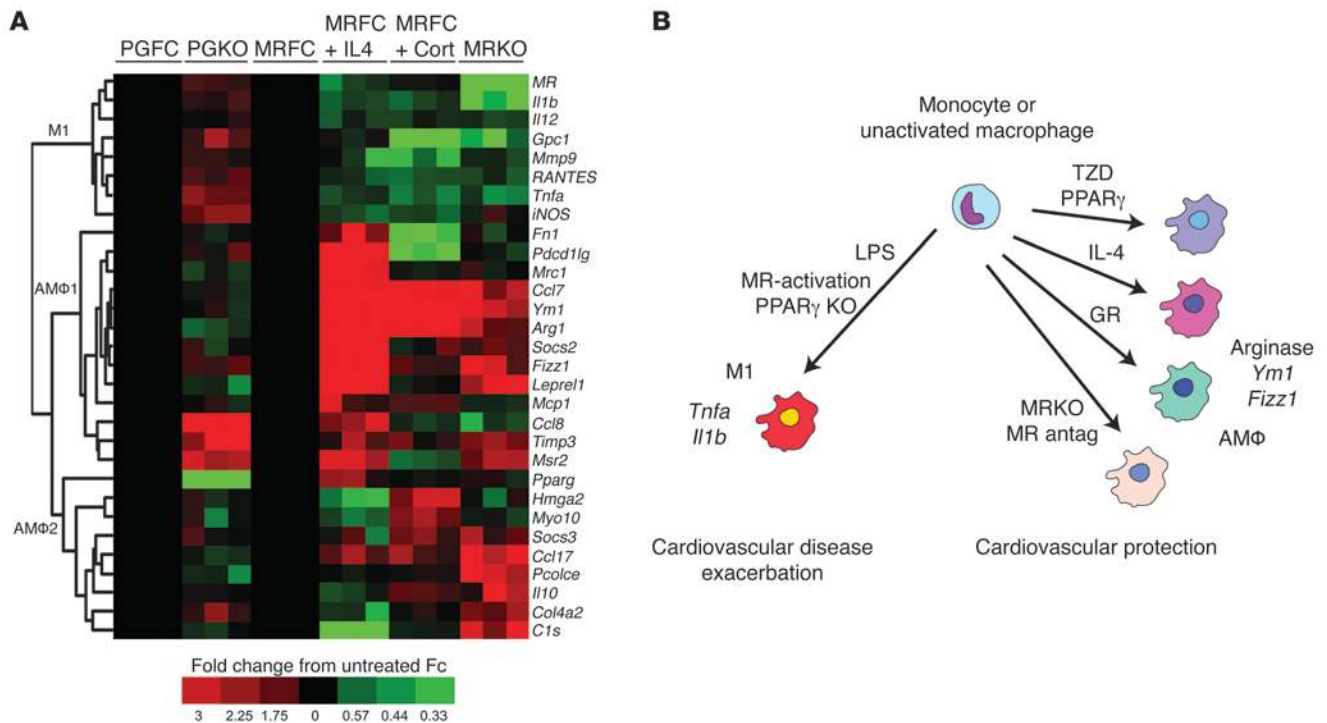 A
PGFC PGKO MRFC MRFC + IL4 MRFC + Cort MRKO
M1
AMΦ1
AMΦ2
MR
Il1b
Il12
Gpc1
Mmp9
RANTES
Tnfa
iNOS
Fn1
Pdcd1lg
Mrc1
Ccl7
Ym1
Arg1
Socs2
Fizz1
Leprel1
Mcp1
Ccl8
Timp3
Msr2
Pparg
Hmga2
Myo10
Socs3
Ccl17
Pcolce
Il10
Col4a2
C1s
Fold change from untreated Fc
3 2.25 1.75 0 0.57 0.44 0.33
B
Monocyte or
unactivated macrophage
TZD
PPARγ
IL-4
GR
MRKO
MR antag
LPS
MR-activation
PPARγ KO
M1
Tnfa
Il1b
Arginase
Ym1
Fizz1
AMΦ
Cardiovascular disease
exacerbation
Cardiovascular protection